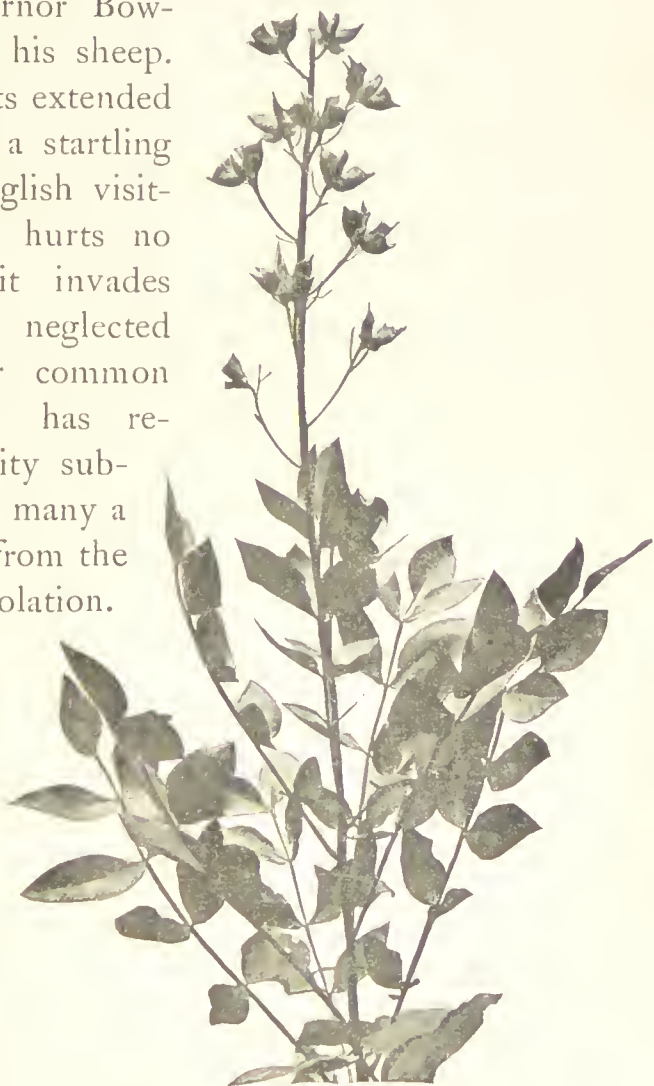 rnor Bow-
his sheep.
ts extended
a startling
glish visit-
hurts no
it invades
neglected
common
has re-
ity sub-
many a
from the
olation.